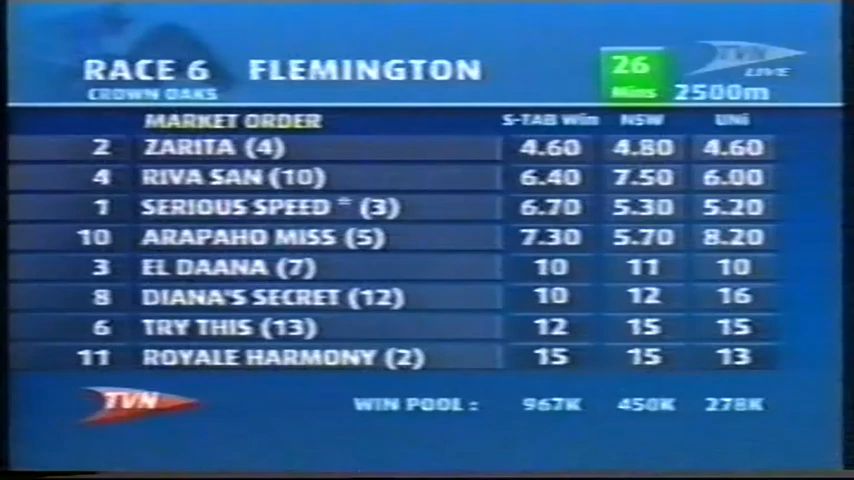 RACE 6 FLEMINGTON 26 TVN
CROWN OAKS Mins 2500m LIVE
MARKET ORDER S-TAB Win NSW UNi
2 ZARITA (4) 4.60 4.80 4.60
4 RIVA SAN (10) 6.40 7.50 6.00
1 SERIOUS SPEED * (3) 6.70 5.30 5.20
10 ARAPAHO MISS (5) 7.30 5.70 8.20
3 EL DAANA (7) 10 11 10
8 DIANA'S SECRET (12) 10 12 16
6 TRY THIS (13) 12 15 15
11 ROYALE HARMONY (2) 15 15 13
TVN WIN POOL : 967K 450K 278K